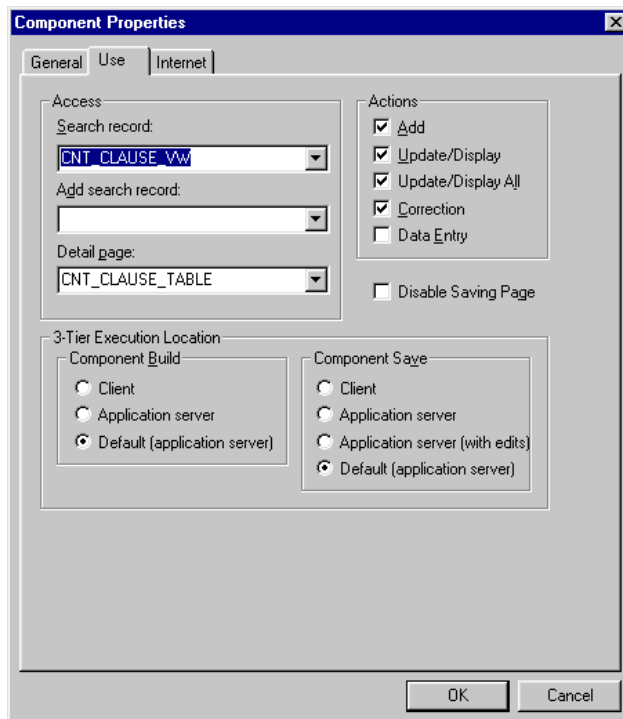 Component Properties
General
Use
Internet
Access
Search record:
CNT_CLAUSE_VW
Add search record:
Detail page:
CNT_CLAUSE_TABLE
Actions
Add
Update/Display
Update/Display All
Correction
Data Entry
Disable Saving Page
3-Tier Execution Location
Component Build
Client
Application server
Default (application server)
Component Save
Client
Application server
Application server (with edits)
Default (application server)
OK
Cancel